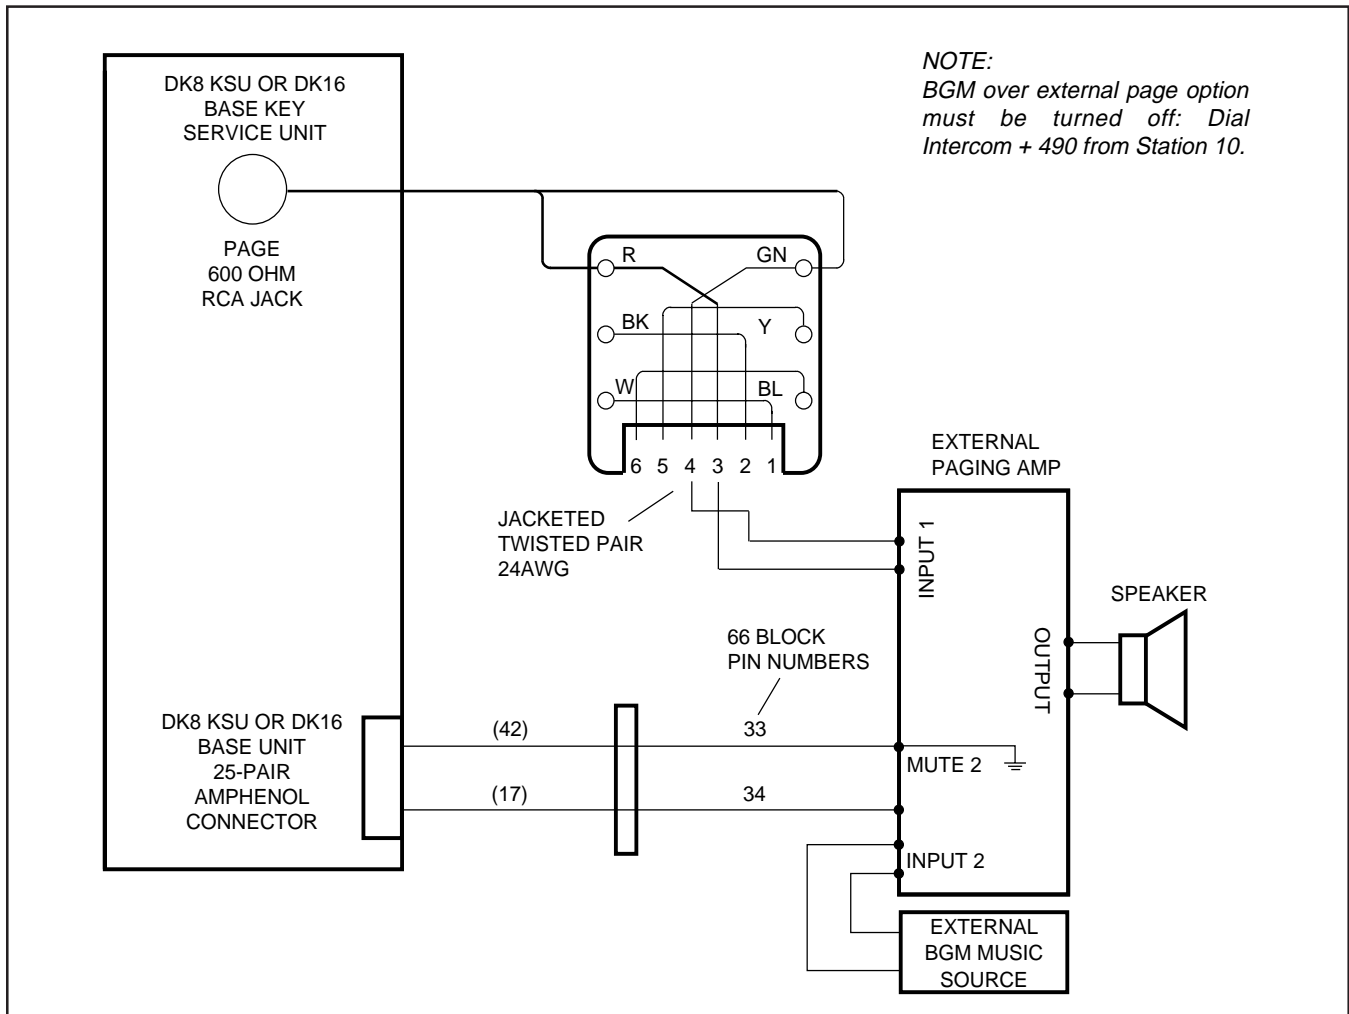 DK8 KSU OR DK16
BASE KEY
SERVICE UNIT
PAGE
600 OHM
RCA JACK
NOTE:
BGM over external page option
must be turned off: Dial
Intercom + 490 from Station 10.
R
GN
BK
Y
W
BL
6 5 4 3 2 1
JACKETED
TWISTED PAIR
24AWG
EXTERNAL
PAGING AMP
INPUT 1
OUTPUT
SPEAKER
66 BLOCK
PIN NUMBERS
DK8 KSU OR DK16
BASE UNIT
25-PAIR
AMPHENOL
CONNECTOR
(42)
33
MUTE 2
(17)
34
INPUT 2
EXTERNAL
BGM MUSIC
SOURCE